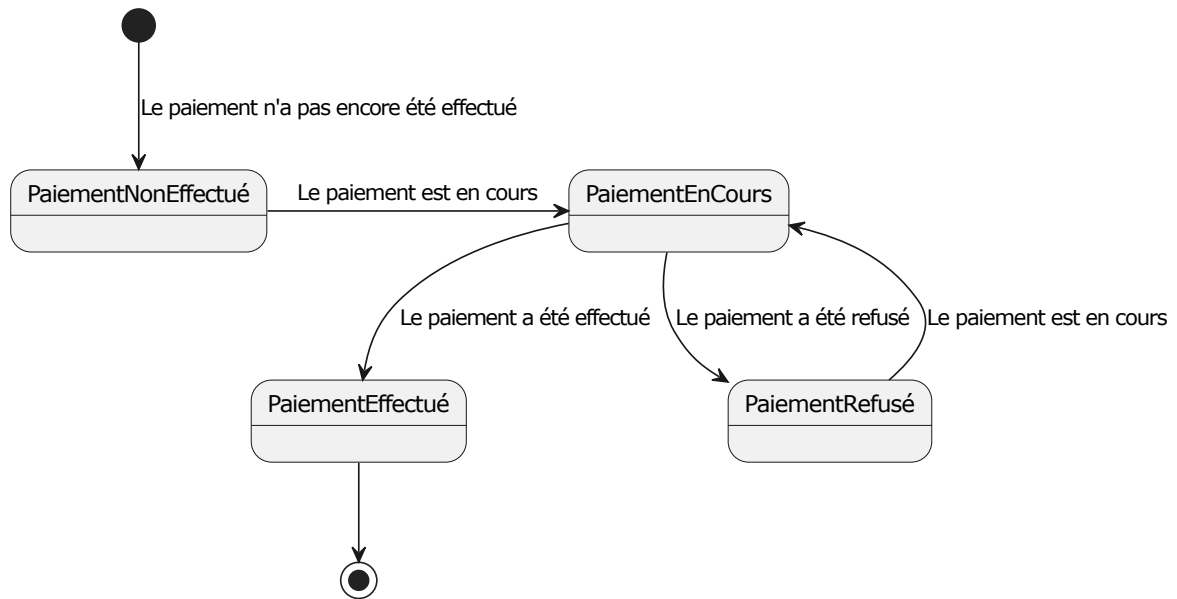 Le paiement n'a pas encore été effectué
PaiementNonEffectué
Le paiement est en cours
PaiementEnCours
Le paiement a été effectué
Le paiement a été refusé
Le paiement est en cours
PaiementEffectué
PaiementRefusé